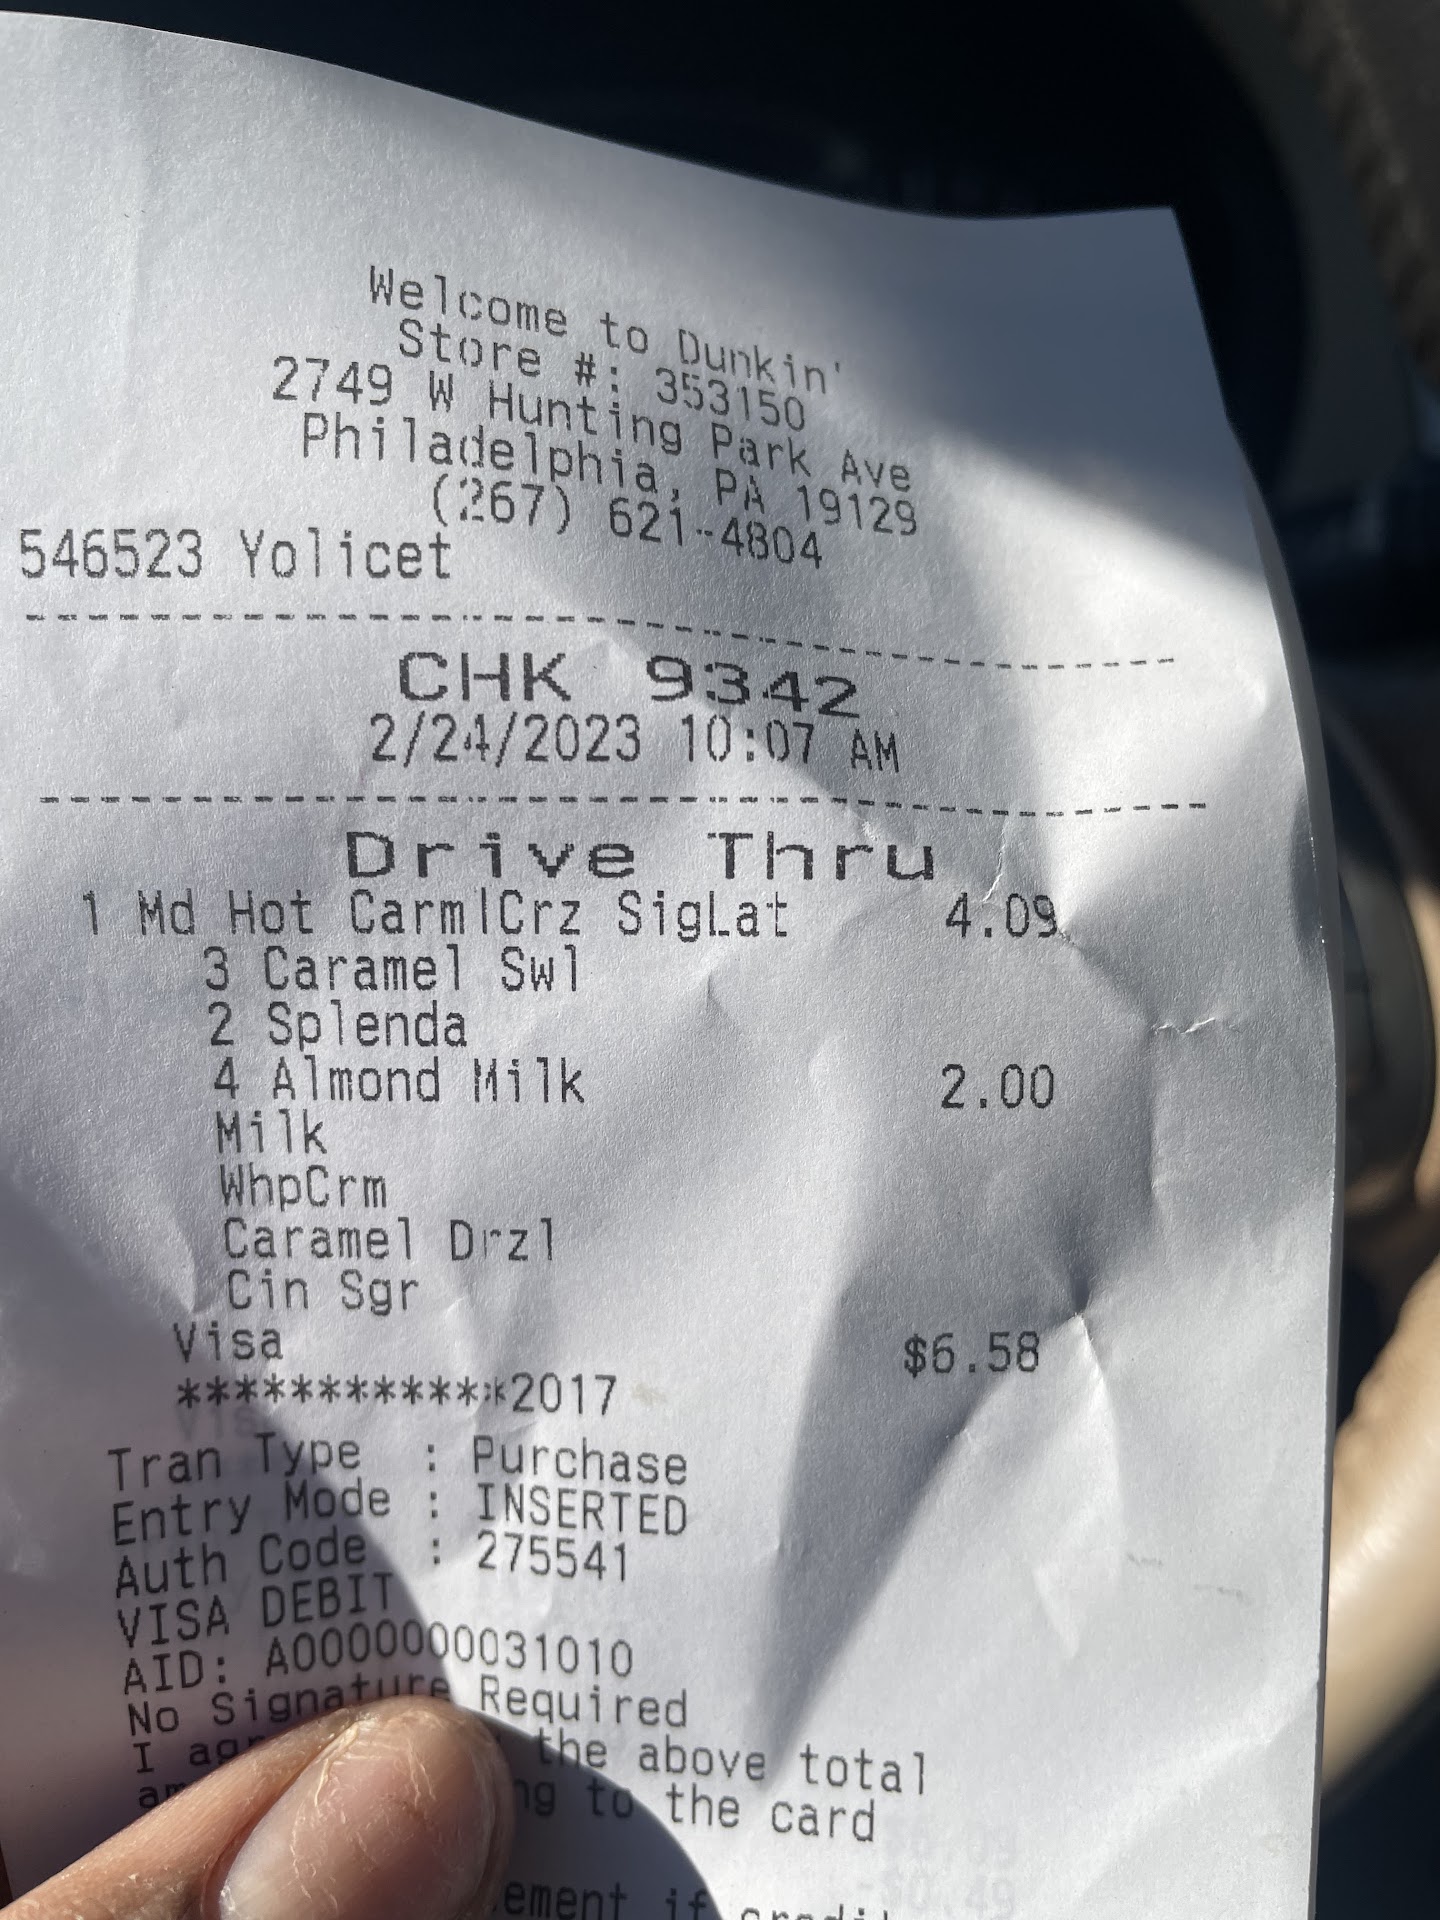 Welcome to Dunkin'
Store #: 353150
2749 W Hunting Park Ave
Philadelphia, PA 19129
(267) 621-4804
546523 Yolicet
CHK 9342
2/24/2023 10:07 AM
Drive Thru
1 Md Hot CarmlCrz SigLat 4.09
3 Caramel Swl
2 Splenda
4 Almond Milk 2.00
Milk
WhpCrm
Caramel Drzl
Cin Sgr
Visa $6.58
************2017
Tran Type : Purchase
Entry Mode : INSERTED
Auth Code : 275541
VISA DEBIT
AID: A0000000031010
No Signature Required
I the above total
to the card
if